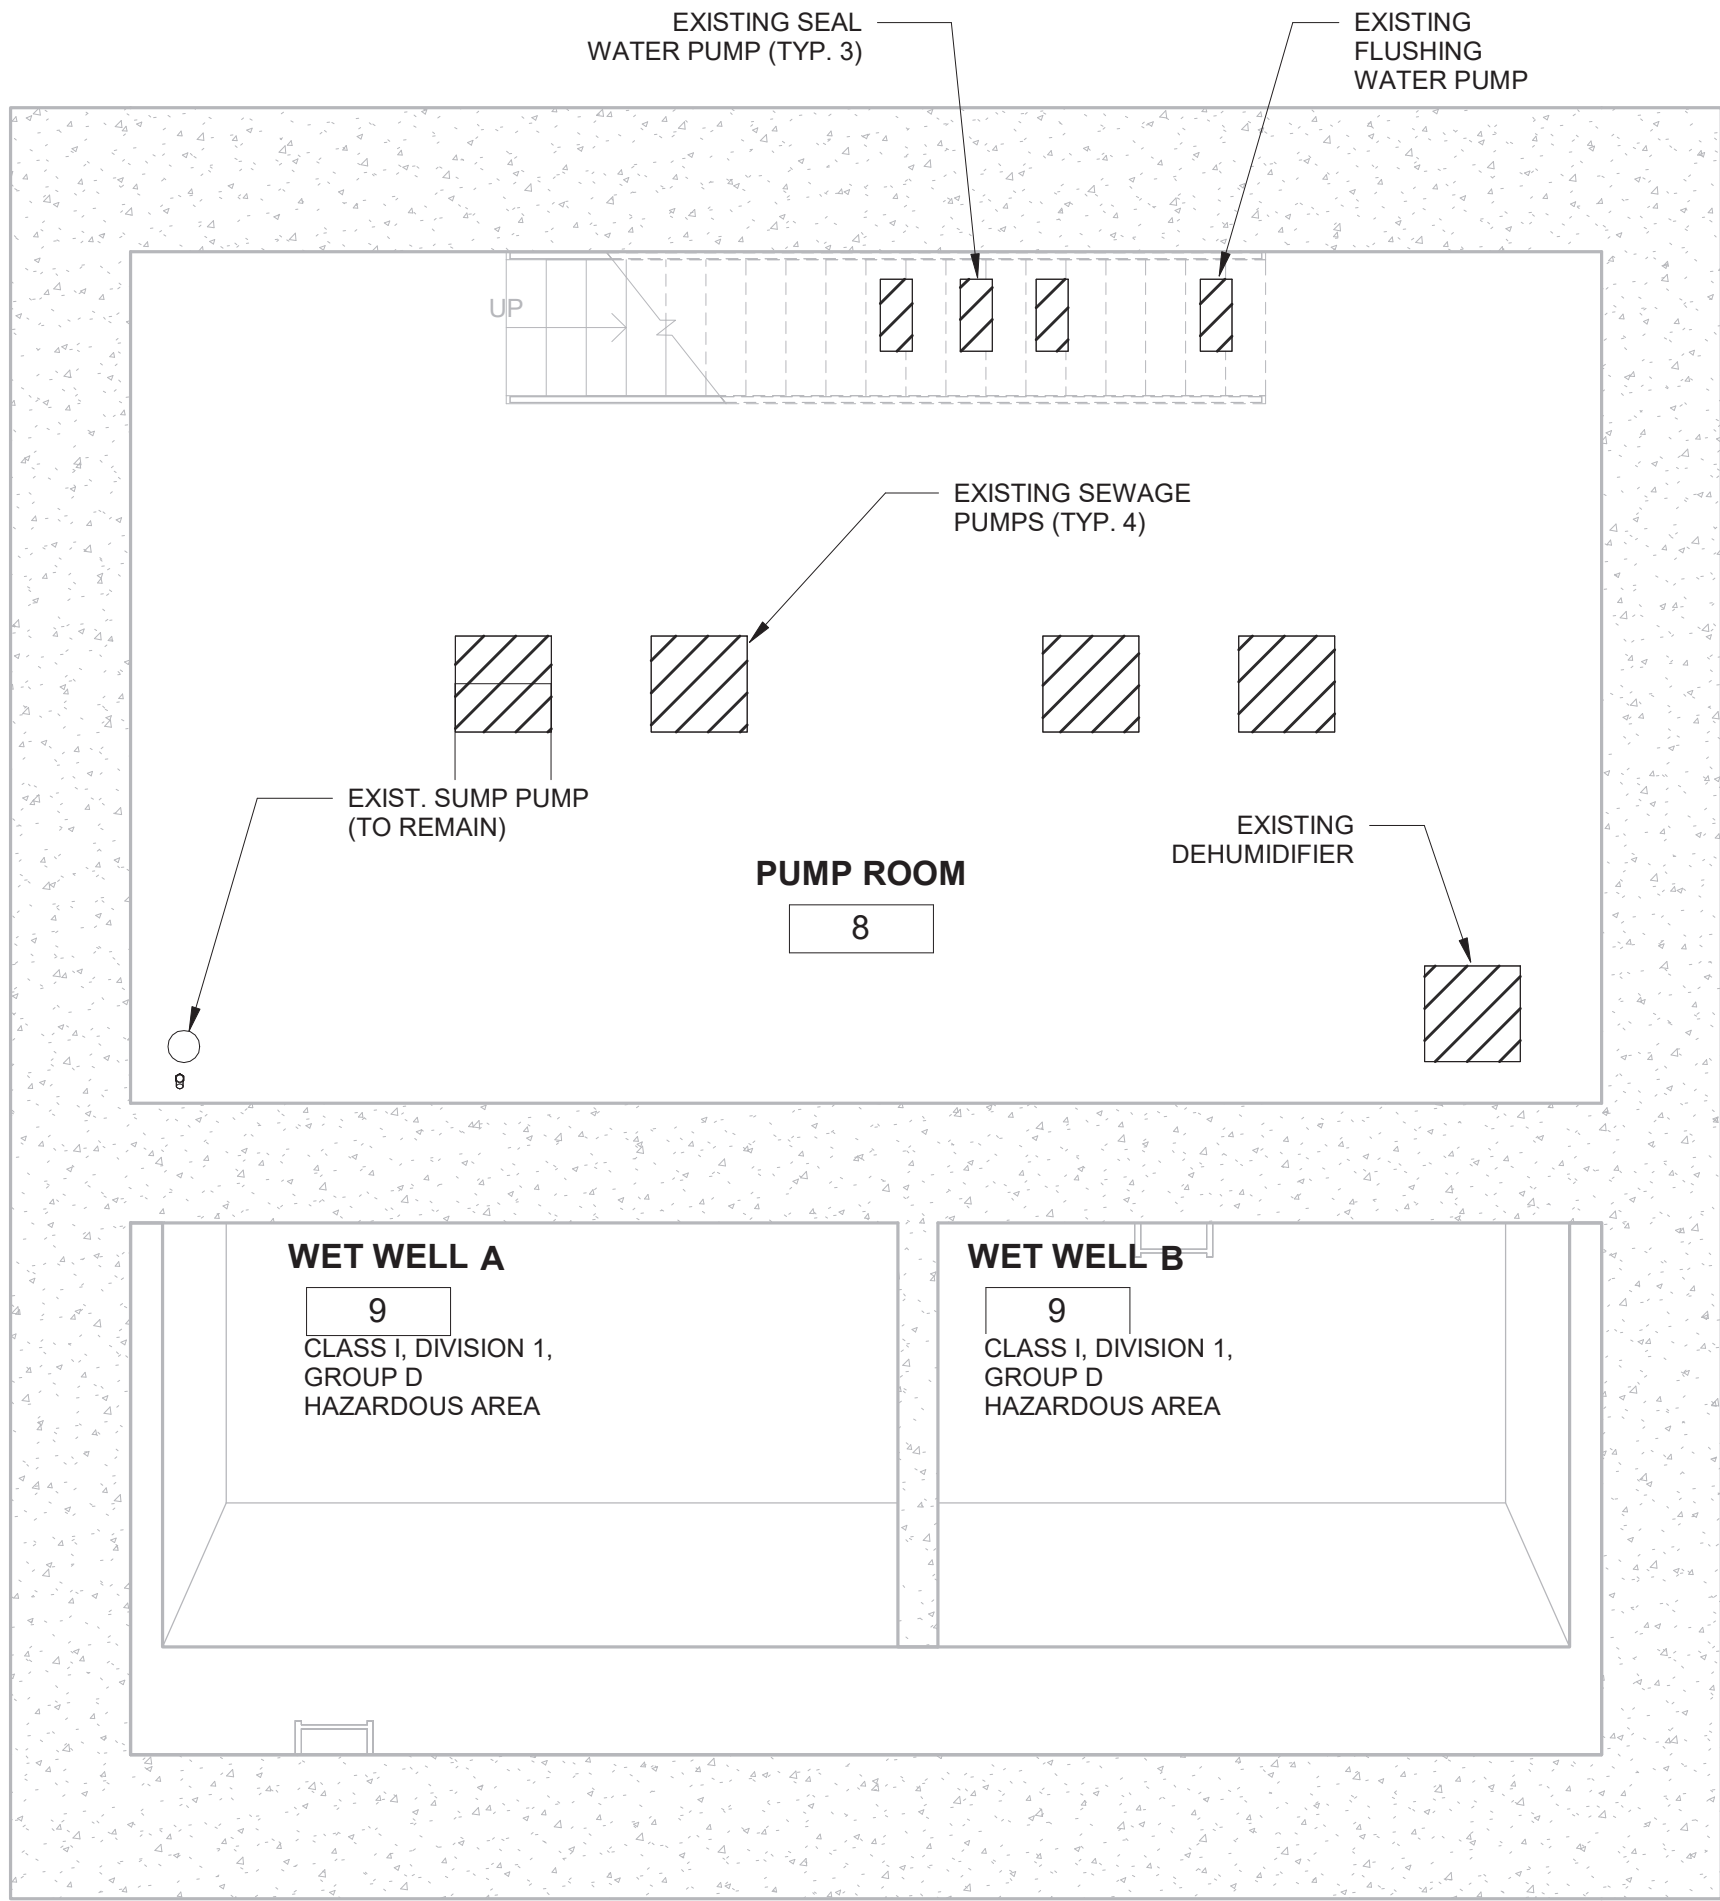 EXISTING SEAL
WATER PUMP (TYP. 3)
EXISTING
FLUSHING
WATER PUMP
UP
EXISTING SEWAGE
PUMPS (TYP. 4)
EXIST. SUMP PUMP
(TO REMAIN)
EXISTING
DEHUMIDIFIER
PUMP ROOM
8
WET WELL A
9
CLASS I, DIVISION 1,
GROUP D
HAZARDOUS AREA
WET WELL B
9
CLASS I, DIVISION 1,
GROUP D
HAZARDOUS AREA